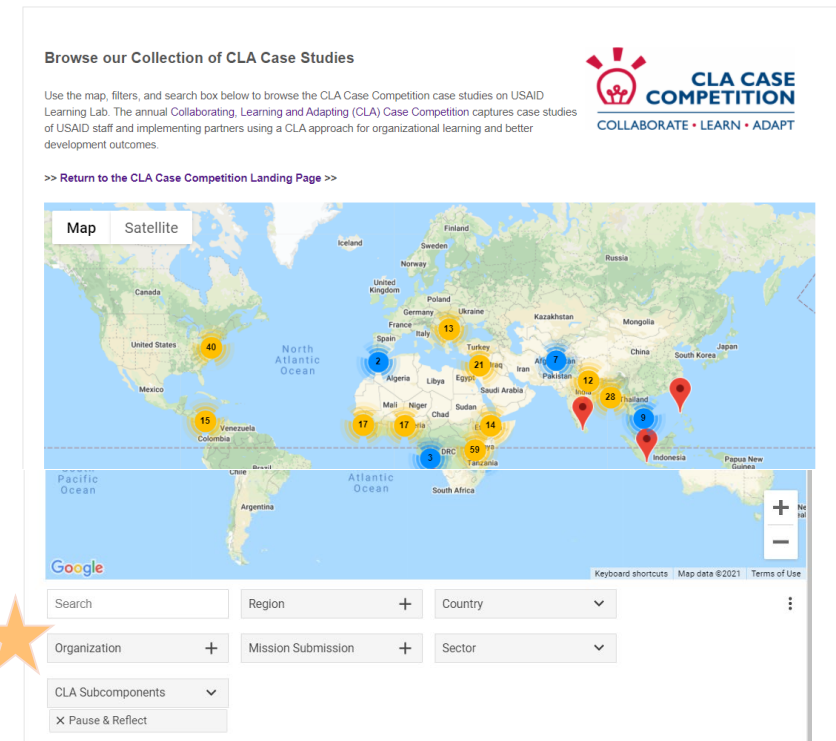 Browse our Collection of CLA Case Studies
Use the map, filters, and search box below to browse the CLA Case Competition case studies on USAID
Learning Lab. The annual Collaborating, Learning and Adapting (CLA) Case Competition captures case studies
of USAID staff and implementing partners using a CLA approach for organizational learning and better
development outcomes.
CLA CASE
COMPETITION
COLLABORATE • LEARN • ADAPT
>> Return to the CLA Case Competition Landing Page >>
Map Satellite
Finland
Iceland
Sweden
Russia
Norway
Canada
United
Kingdom
Poland
Germany Ukraine
Kazakhstan
Mongolia
France
Italy
13
Spain
United States
40
North
Atlantic
Ocean
2
Turkey
21
Iran
7
China
South Korea
Japan
Pakistan
12
Algeria
Libya
Egypt
Saudi Arabia
Mexico
28
Thailand
Mali Niger
Chad
Sudan
15
Venezuela
17
17
14
9
Colombia
3
DRC
59
Tanzania
Indonesia
Papua New
Guinea
Pacific
Ocean
Chile
Brazil
Atlantic
Ocean
South Africa
Argentina
+
−
Google
Keyboard shortcuts Map data ©2021 Terms of Use
Search
Region +
Country
Organization +
Mission Submission +
Sector
CLA Subcomponents
X Pause & Reflect